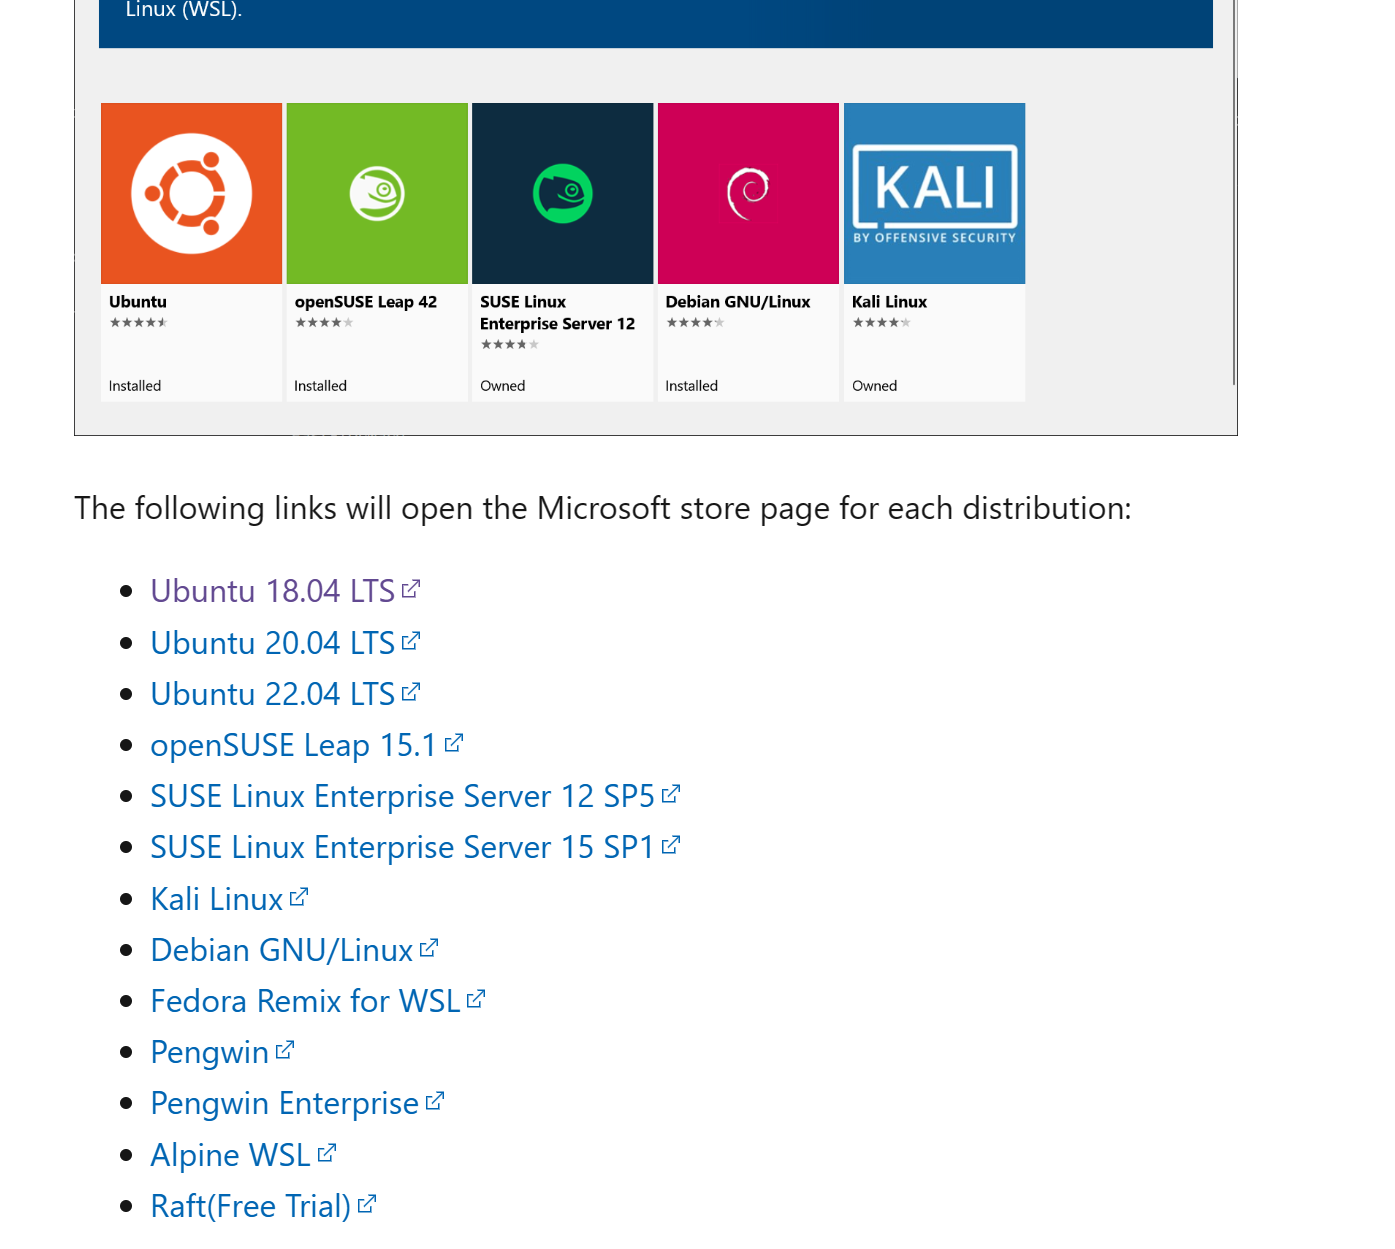 Linux (WSL).
KALI
BY OFFENSIVE SECURITY
Ubuntu
openSUSE Leap 42
SUSE Linux
Enterprise Server 12
Debian GNU/Linux
Kali Linux
Installed
Installed
Owned
Installed
Owned
The following links will open the Microsoft store page for each distribution:
Ubuntu 18.04 LTS
Ubuntu 20.04 LTS
Ubuntu 22.04 LTS
openSUSE Leap 15.1
SUSE Linux Enterprise Server 12 SP5
SUSE Linux Enterprise Server 15 SP1
Kali Linux
Debian GNU/Linux
Fedora Remix for WSL
Pengwin
Pengwin Enterprise
Alpine WSL
Raft(Free Trial)